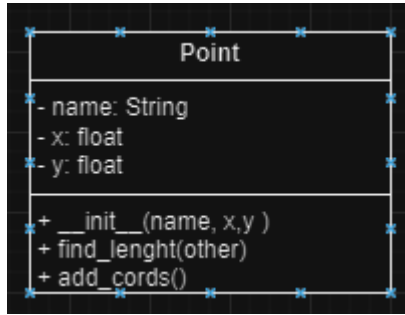 Point
- name: String
- x: float
- y: float
+ __init__(name, x,y )
+ find_lenght(other)
+ add_cords()